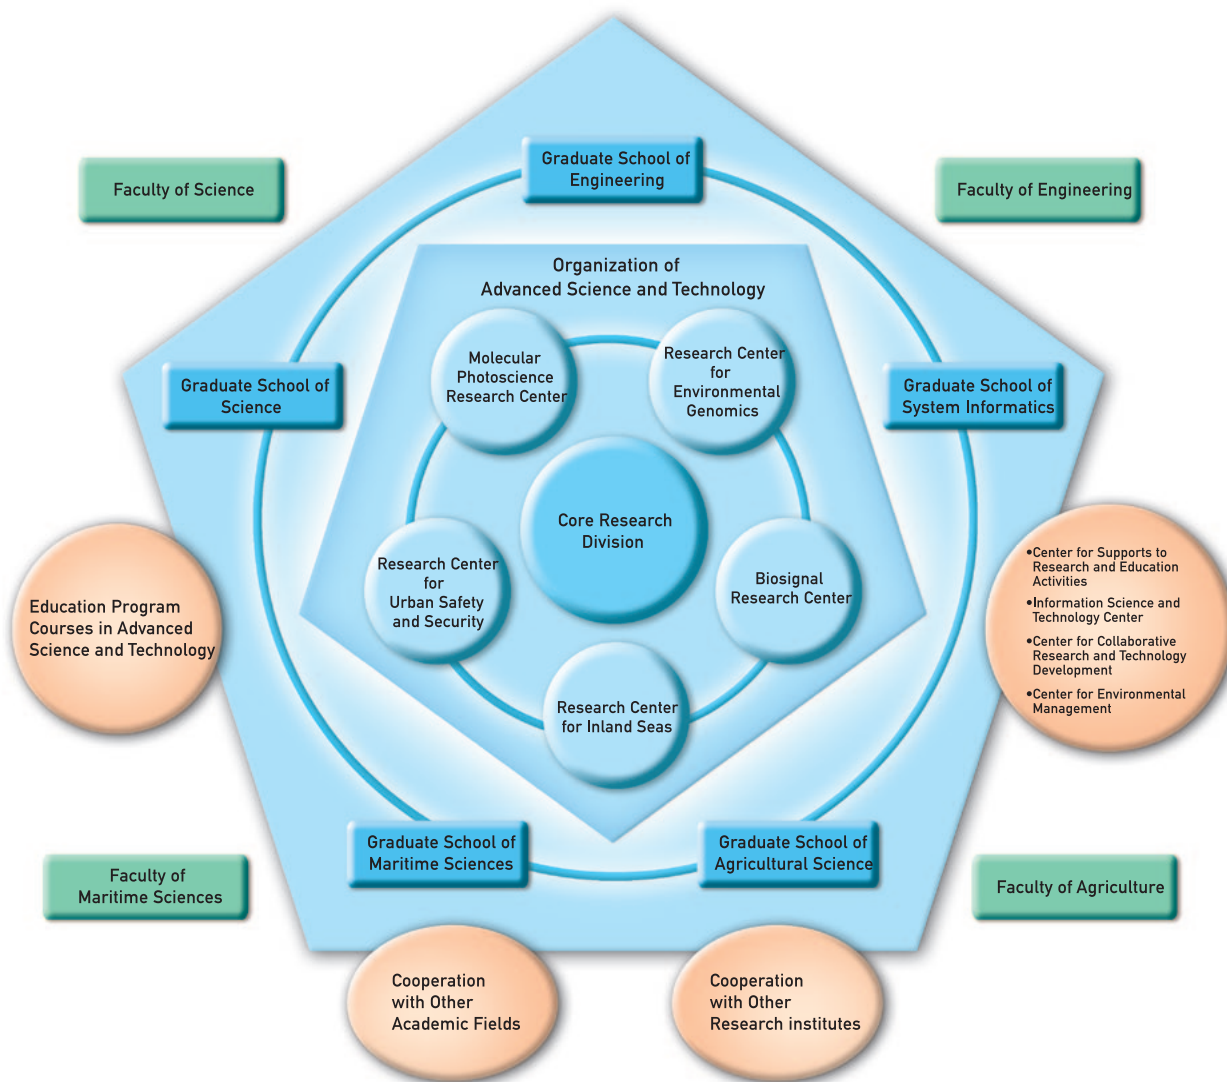 Graduate School of
Engineering
Faculty of Science
Faculty of Engineering
Organization of
Advanced Science and Technology
Molecular
Photoscience
Research Center
Research Center
for
Environmental
Genomics
Graduate School of
Science
Graduate School of
System Informatics
Core Research
Division
Research Center
for
Urban Safety
and Security
Biosignal
Research Center
Education Program
Courses in Advanced
Science and Technology
•Center for Supports to
Research and Education
Activities
•Information Science and
Technology Center
•Center for Collaborative
Research and Technology
Development
•Center for Environmental
Management
Research Center
for Inland Seas
Graduate School of
Maritime Sciences
Graduate School of
Agricultural Science
Faculty of
Maritime Sciences
Faculty of Agriculture
Cooperation
with Other
Academic Fields
Cooperation
with Other
Research institutes